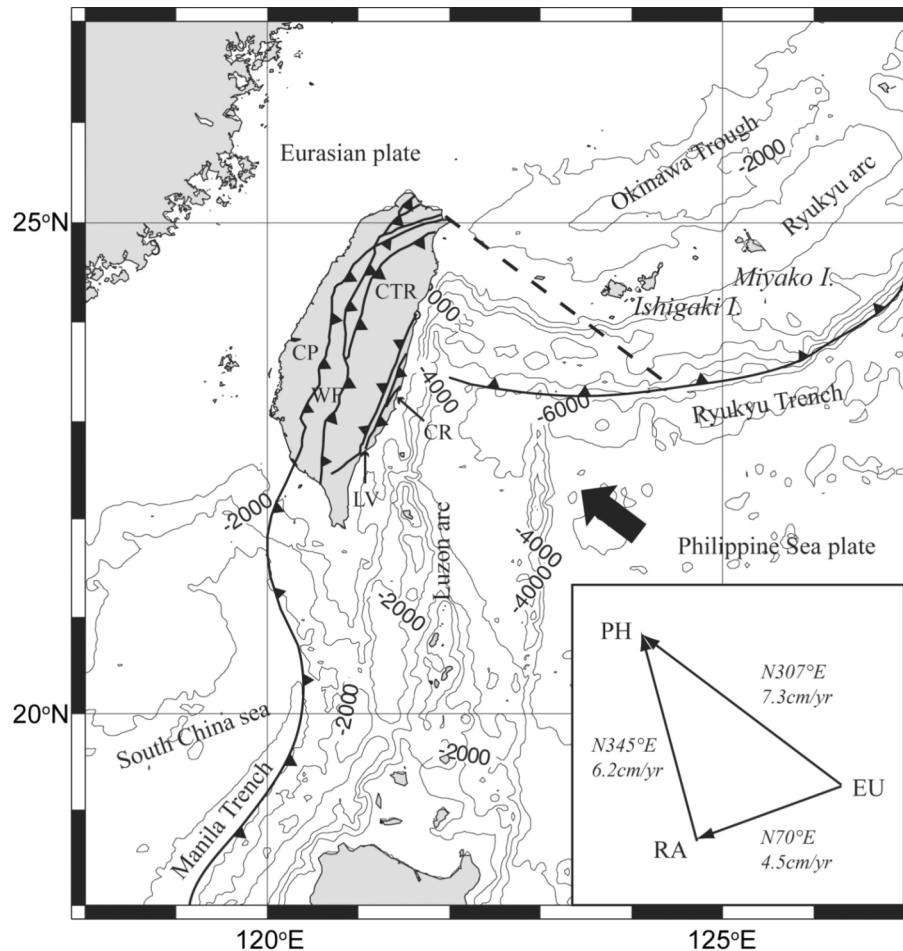 Eurasian plate
Okinawa Trough
-2000
Ryukyu arc
25°N
Miyako I.
Ishigaki I.
CTR
CP
-4000
WF
-6000
Ryukyu Trench
CR
LV
-2000
Luzon arc
-4000
-4000
Philippine Sea plate
-2000
PH
N307°E
7.3cm/yr
N345°E
6.2cm/yr
EU
RA
N70°E
4.5cm/yr
20°N
South China sea
-2000
-2000
Manila Trench
120°E
125°E